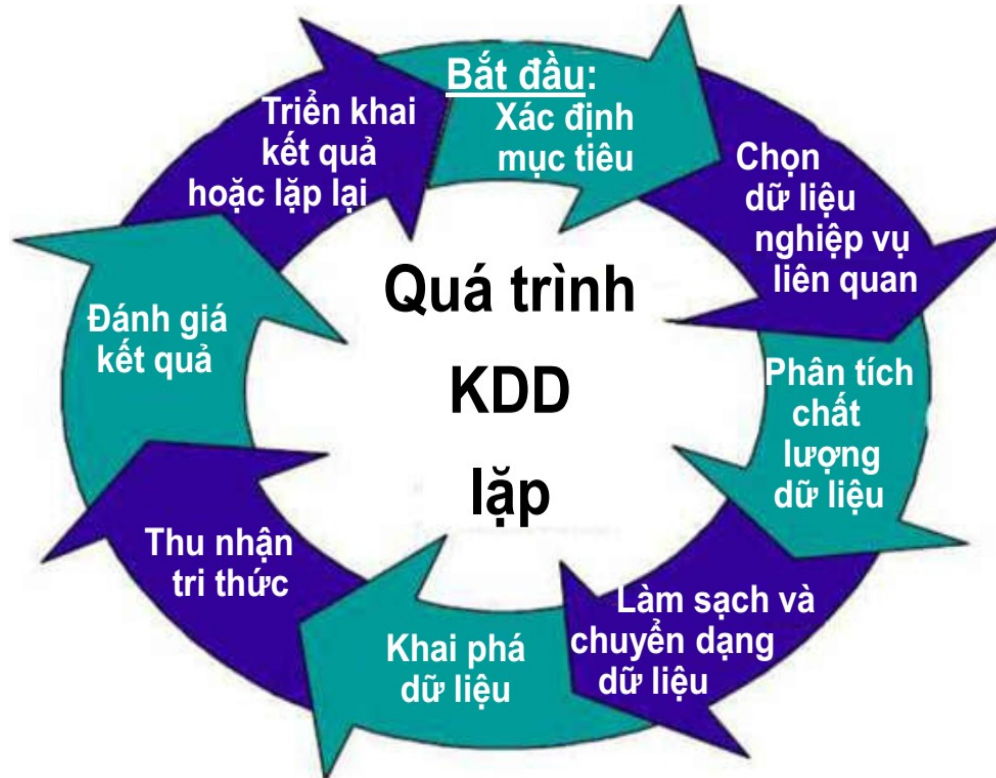 Bắt đầu:
Xác định
mục tiêu
Chọn
dữ liệu
nghiệp vụ
liên quan
Phân tích
chất
lượng
dữ liệu
Làm sạch và
chuyển dạng
dữ liệu
Khai phá
dữ liệu
Thu nhận
tri thức
Đánh giá
kết quả
Triển khai
kết quả
hoặc lặp lại
Quá trình
KDD
lặp